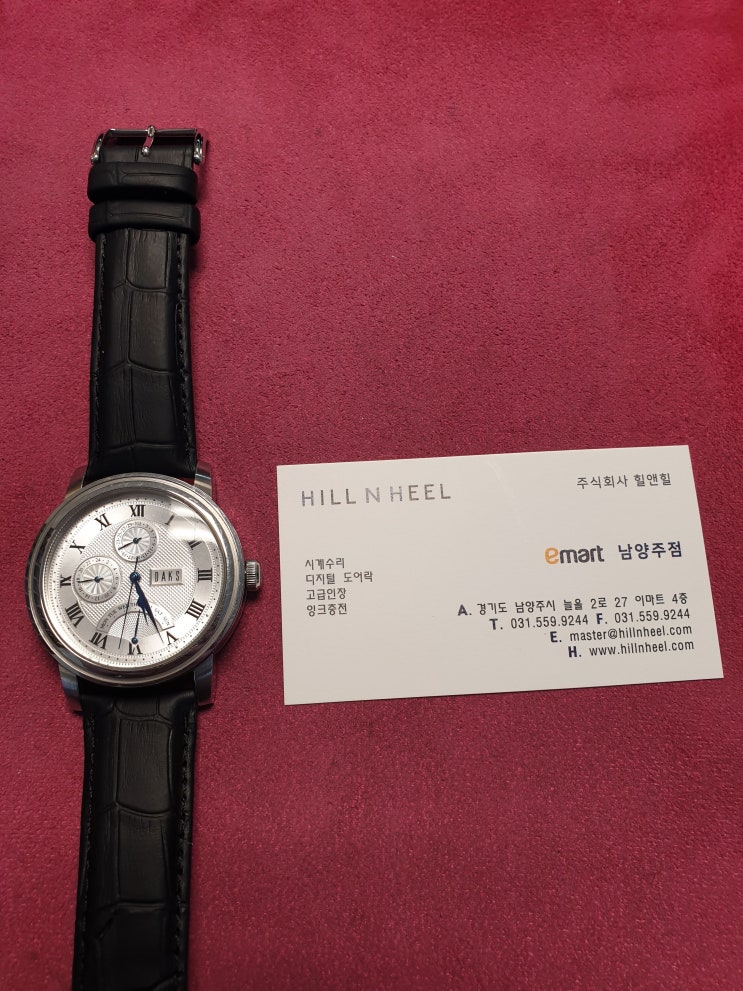 XII
DAKS
HILL N HEEL
주식회사 힐앤힐
시계수리
디지털 도어락
고급인장
잉크충전
emart 남양주점
A. 경기도 남양주시 늘을 2로 27 이마트 4층
T. 031.559.9244 F. 031.559.9244
E. master@hillnheel.com
H. www.hillnheel.com